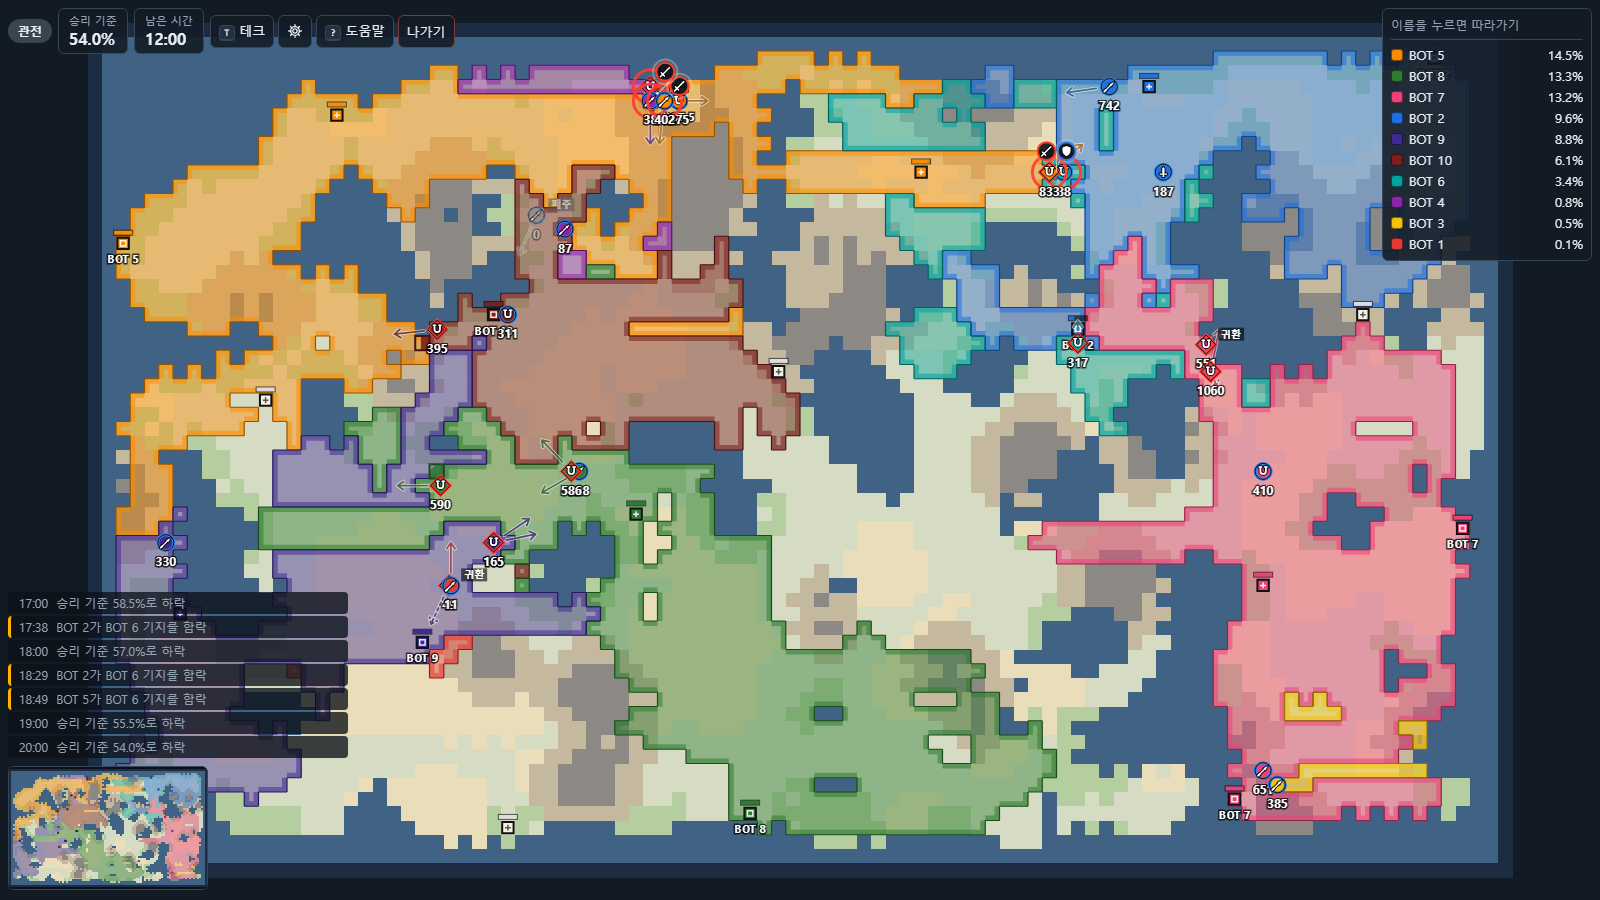 관전
승리 기준
54.0%
남은 시간
12:00
T 테크
? 도움말
나가기
이름을 누르면 따라가기
BOT 5 14.5%
BOT 8 13.3%
BOT 7 13.2%
BOT 2 9.6%
BOT 9 8.8%
BOT 10 6.1%
BOT 6 3.4%
BOT 4 0.8%
BOT 3 0.5%
BOT 1 0.1%
742
187
BOT 5
0
87
311
395
317
귀환
1060
410
590
5868
BOT 7
330
165
귀환
BOT 9
385
BOT 7
BOT 8
17:00 승리 기준 58.5%로 하락
17:38 BOT 2가 BOT 6 기지를 함락
18:00 승리 기준 57.0%로 하락
18:29 BOT 2가 BOT 6 기지를 함락
18:49 BOT 5가 BOT 6 기지를 함락
19:00 승리 기준 55.5%로 하락
20:00 승리 기준 54.0%로 하락